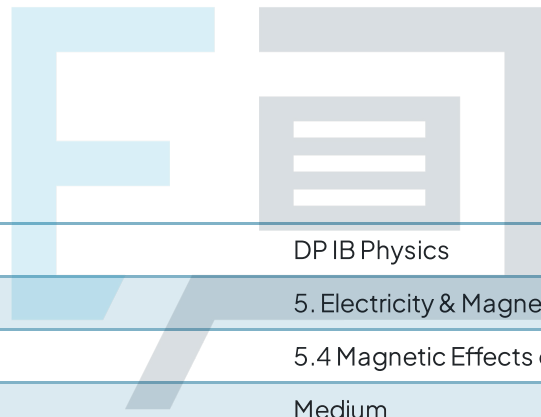 DP IB Physics
5. Electricity & Magne
5.4 Magnetic Effects
Medium